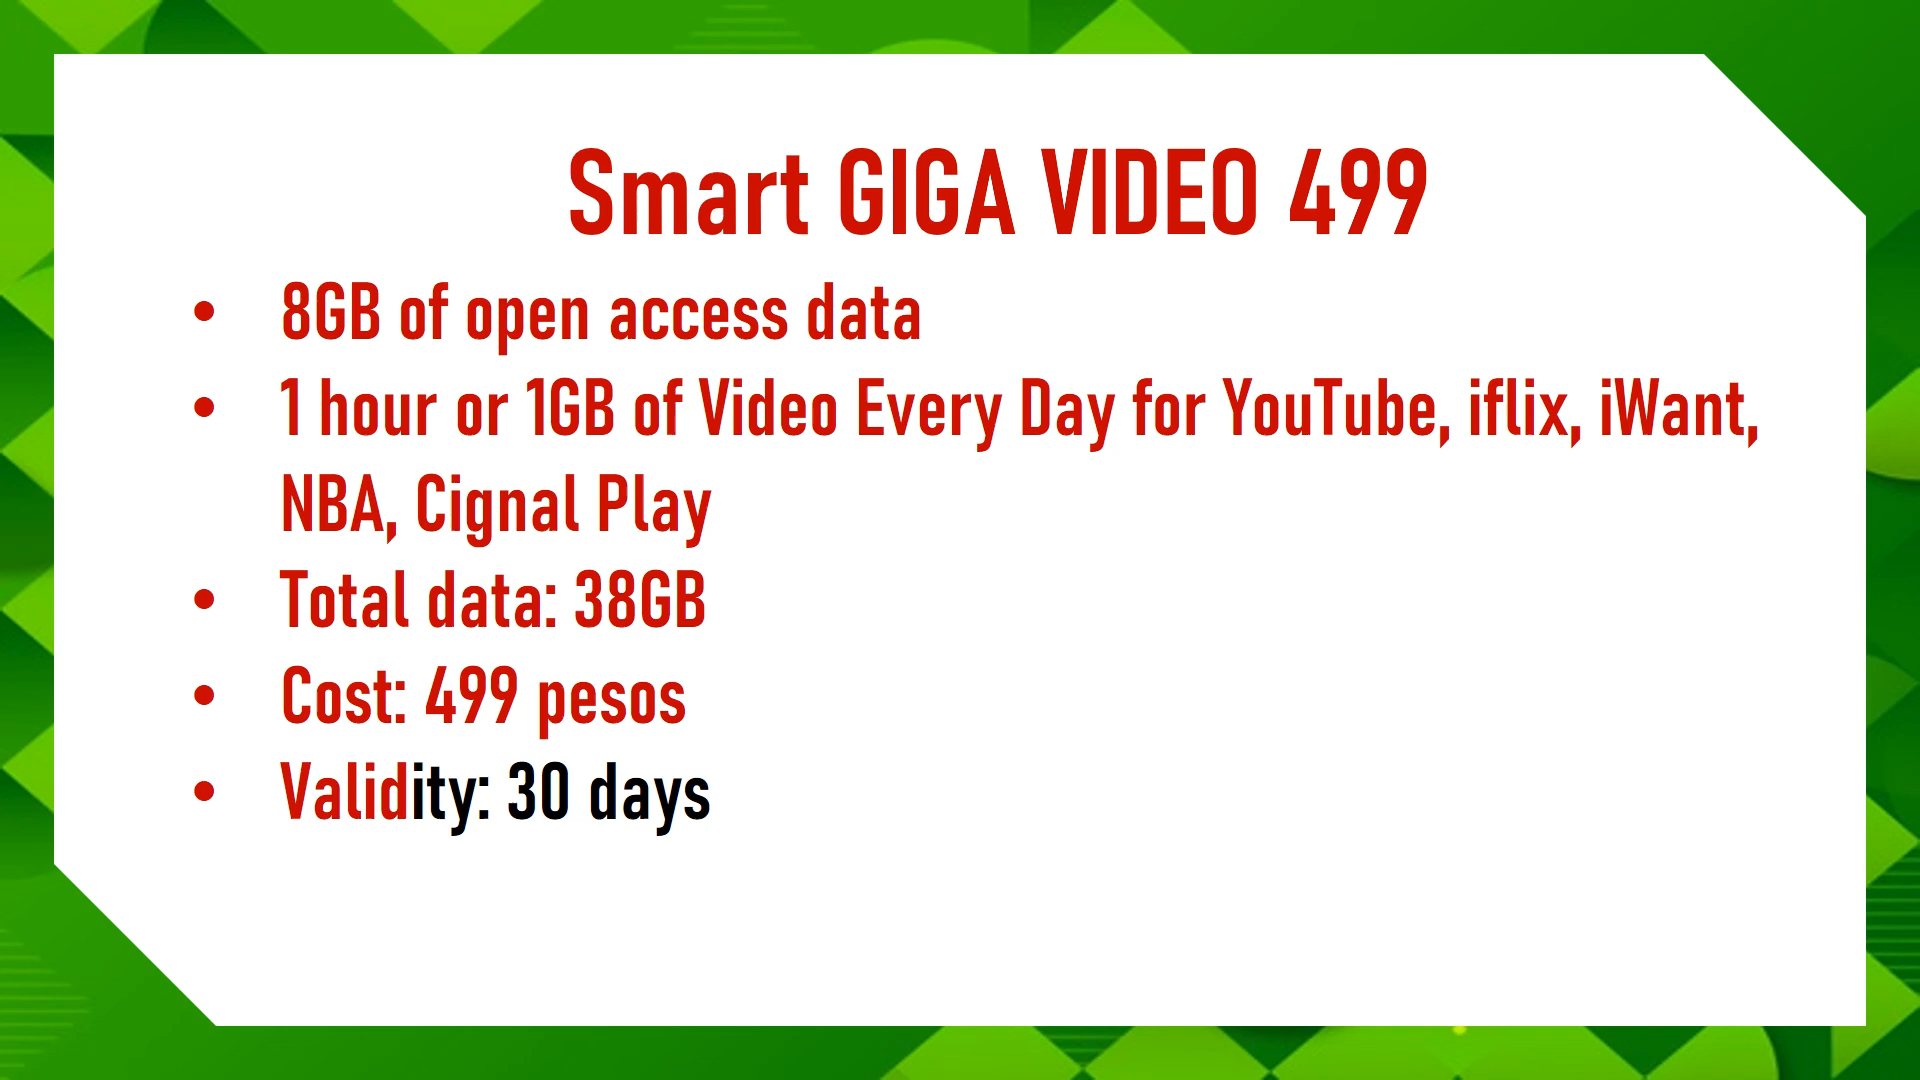 Smart GIGA VIDEO 499
• 8GB of open access data
• 1 hour or 1GB of Video Every Day for YouTube, iflix, iWant,
NBA, Cignal Play
• Total data: 38GB
• Cost: 499 pesos
• Validity: 30 days